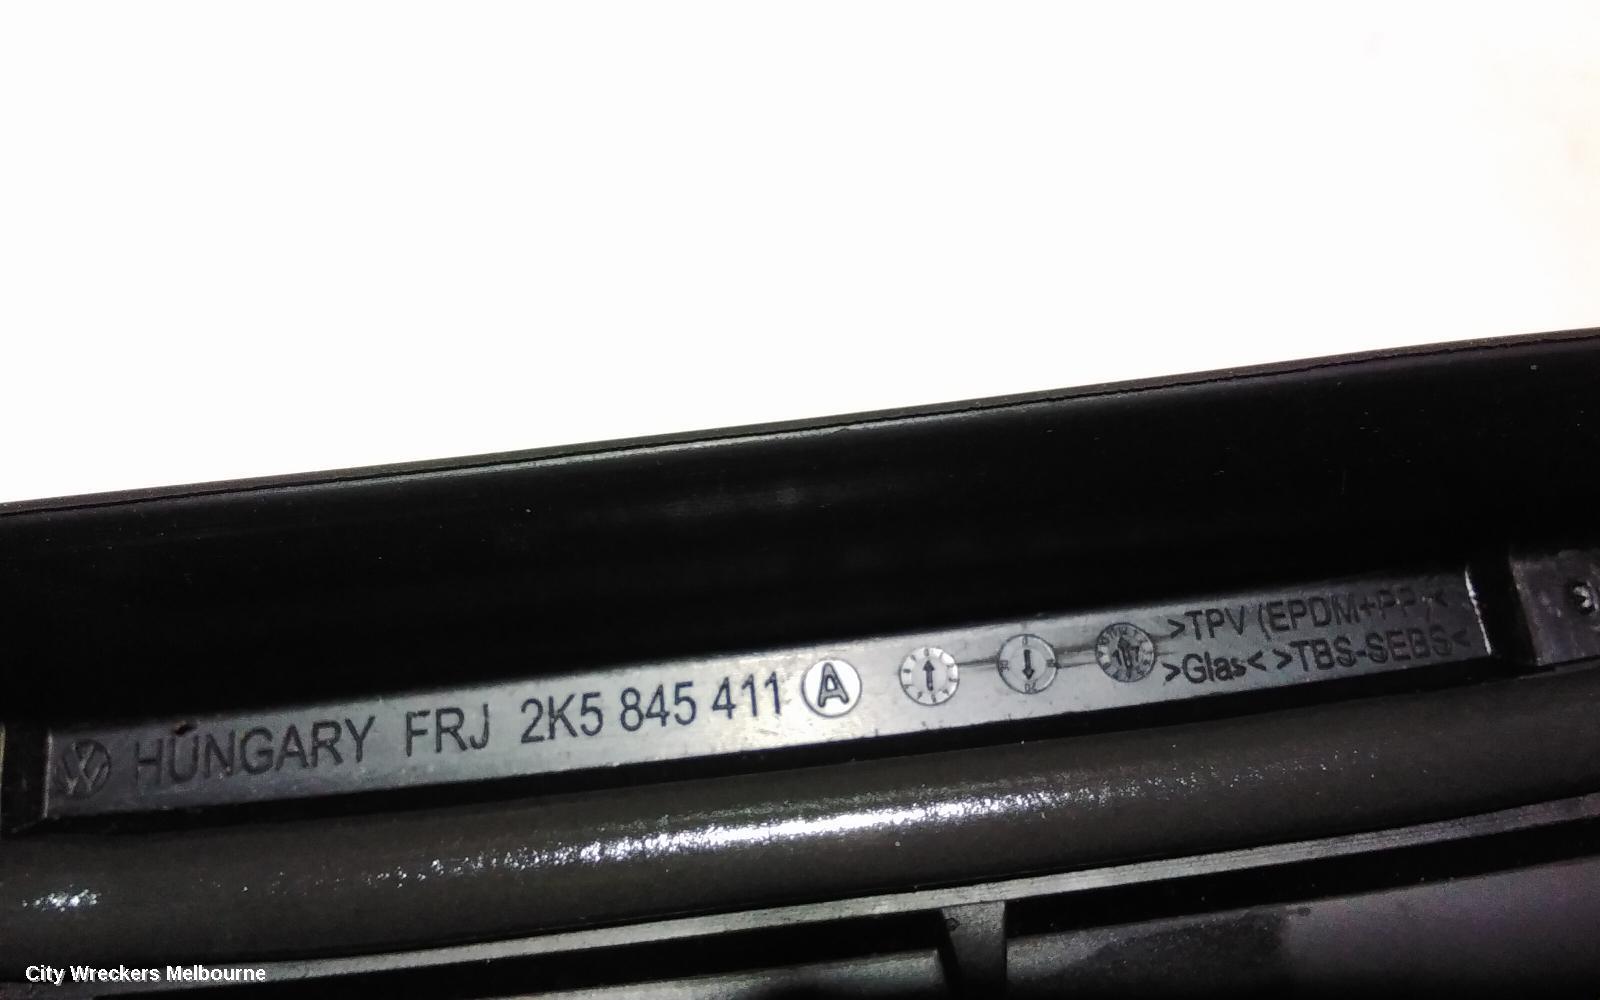 HUNGARY FRJ 2K5 845 411 A
>TPV (EPDM+PP)<
>Glas< >TBS-SEBS<
City Wreckers Melbourne